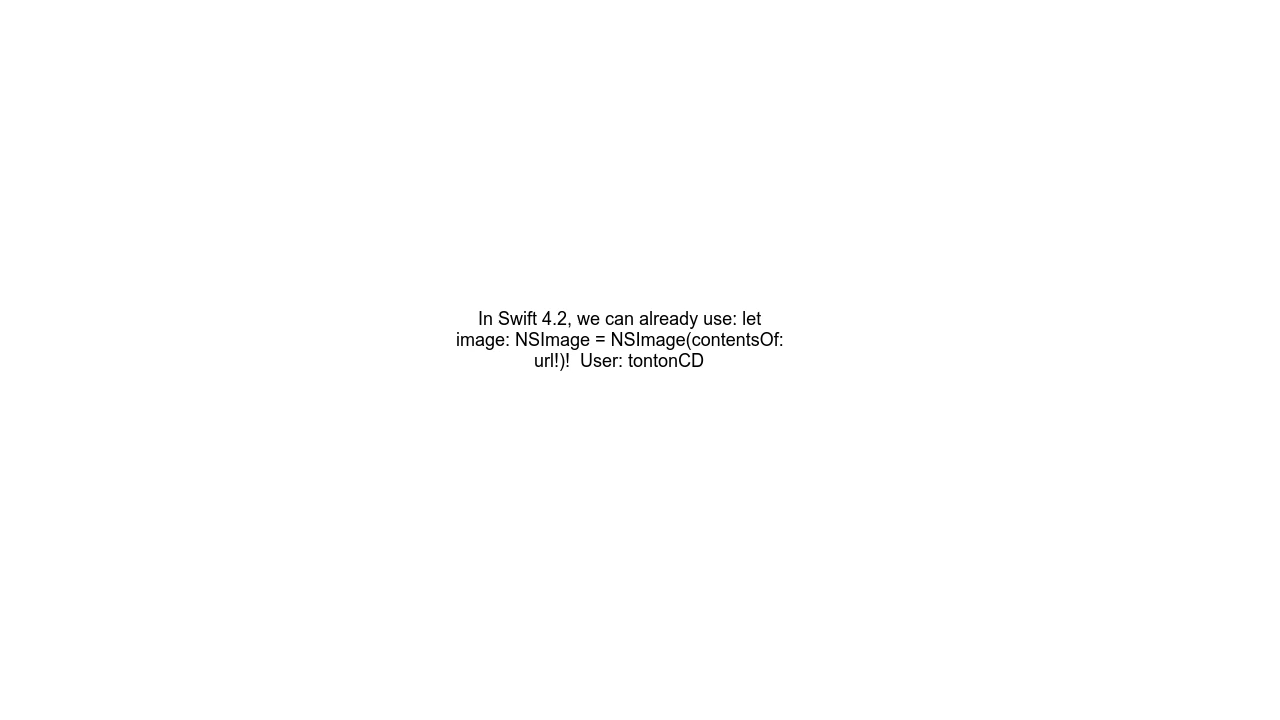 In Swift 4.2, we can already use: let
image: NSImage = NSImage(contentsOf:
url!)!  User: tontonCD